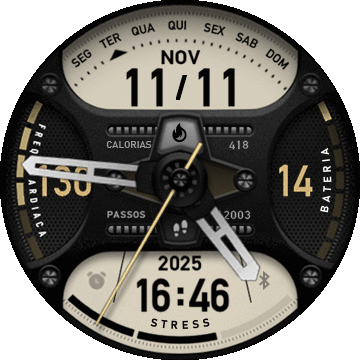 SEG TER QUA QUI SEX SAB DOM
NOV
11/11
CALORIAS 418
FREQ. CARDIACA
130
14
BATERIA
PASSOS 2003
2025
16:46
STRESS